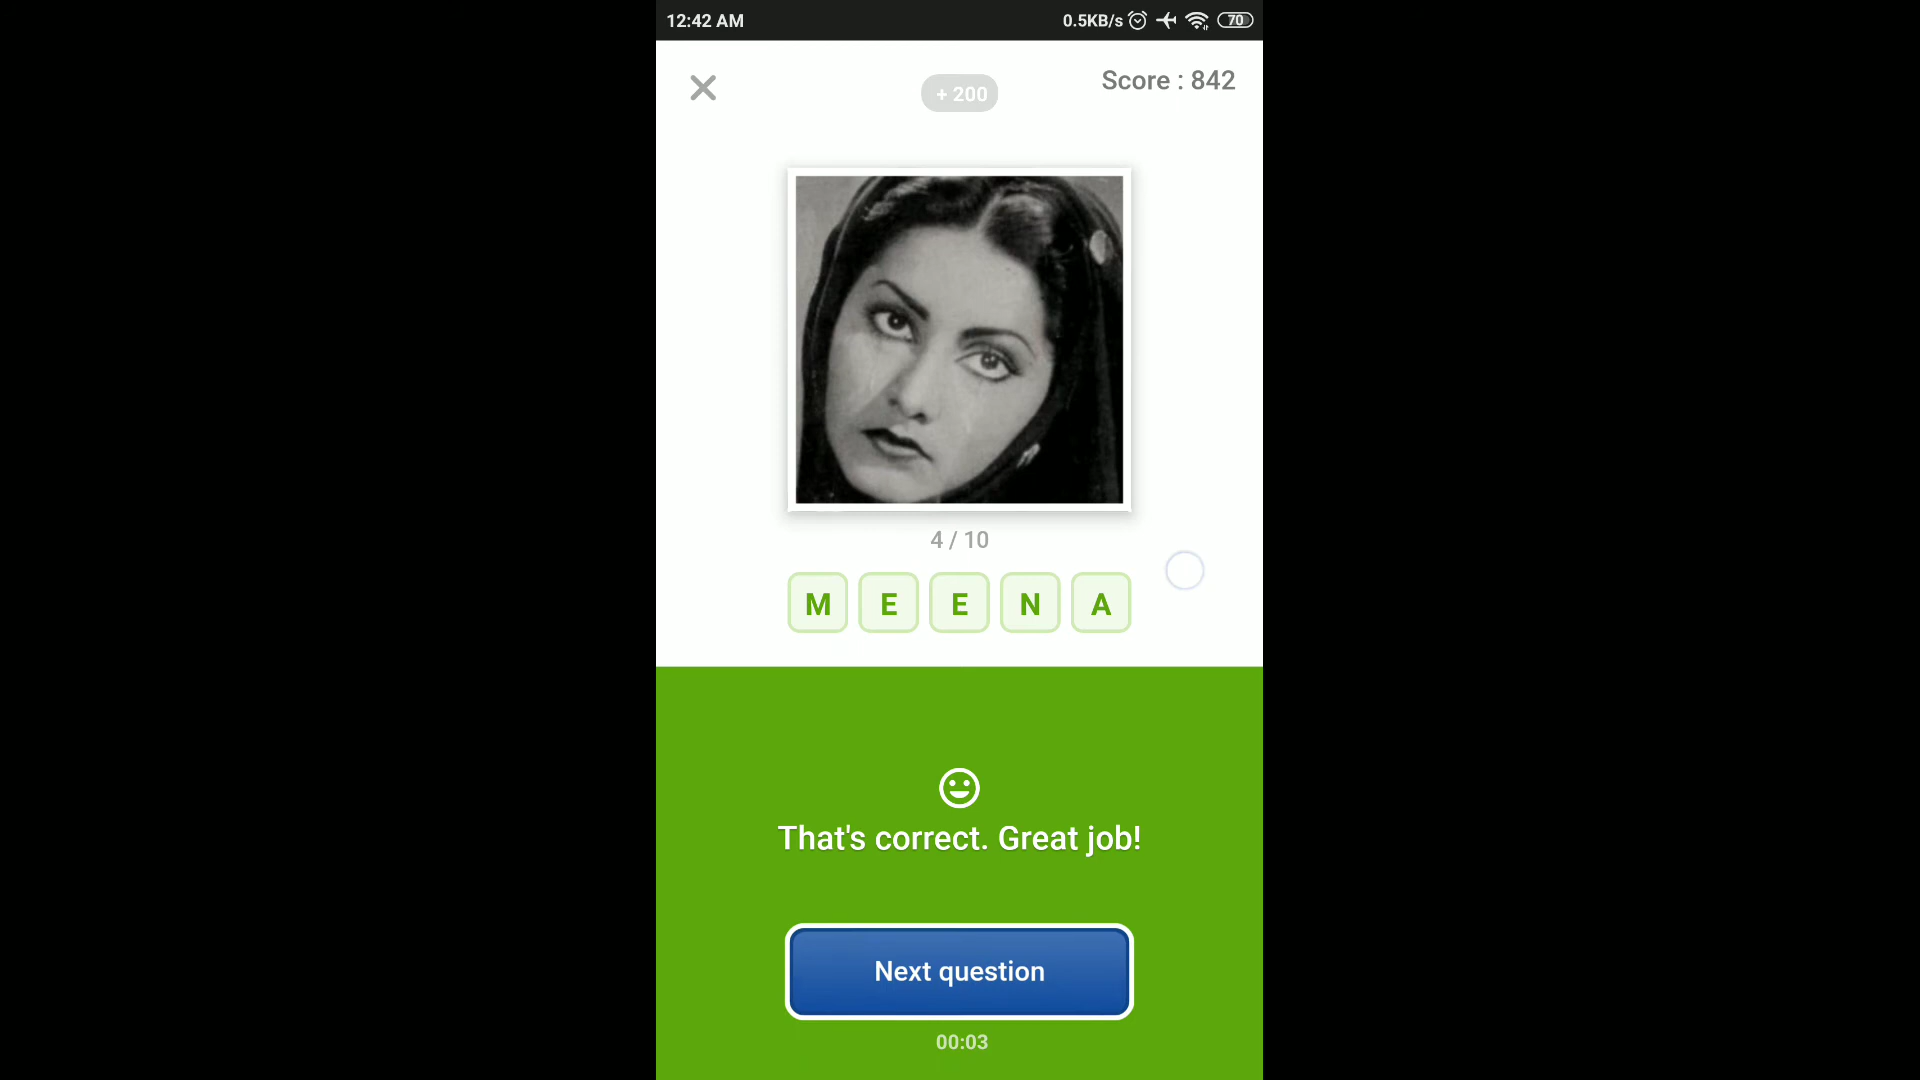 12:42 AM
0.5KB/s
70
+ 200
Score : 842
4 / 10
M E E N A
That's correct. Great job!
Next question
00:03